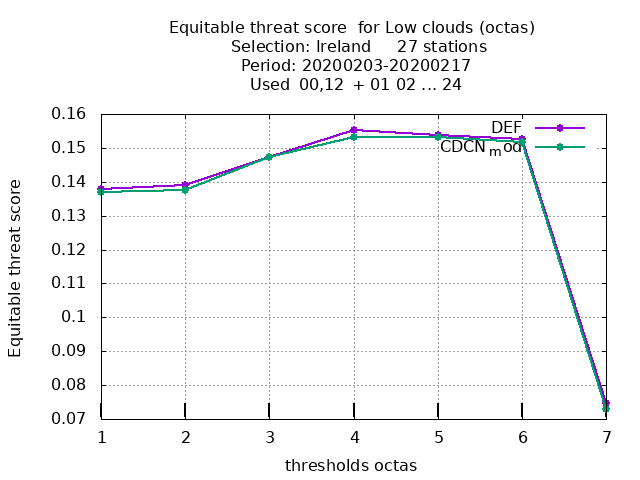 Equitable threat score for Low clouds (octas)
Selection: Ireland 27 stations
Period: 20200203-20200217
Used 00,12 + 01 02 ... 24
DEF
CDCN mod
0.16
0.15
0.14
0.13
0.12
0.11
0.1
0.09
0.08
0.07
Equitable threat score
1 2 3 4 5 6 7
thresholds octas